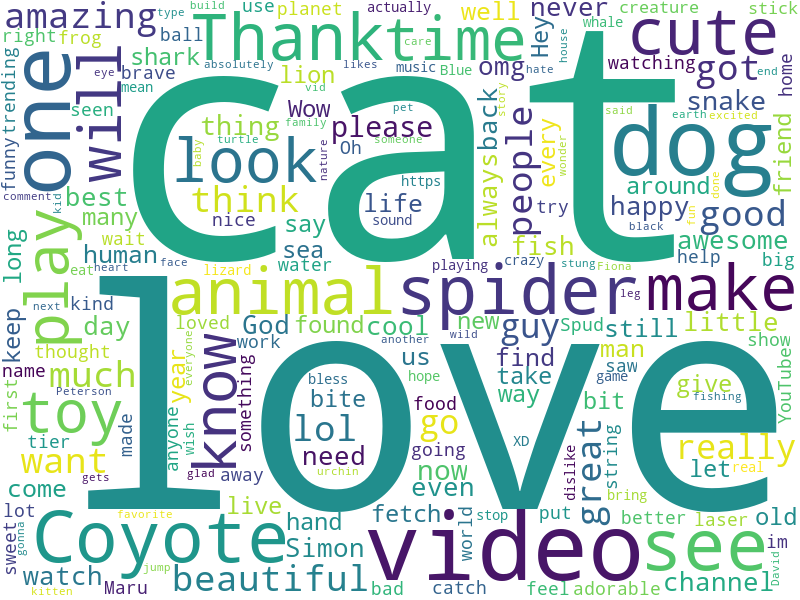 type
build
actually
use
planet
care
never
creature
stick
whale
house
amazing
Thank
time
Hey
cute
right
frog
ball
well
shark
absolutely
likes
music
Blue
omg
watching
got
hate
end
funny
trending
brave
eye
mean
lion
vid
pet
story
said
home
snake
earth
excited
seen
one
will
cat
Wow
thing
please
back
people
every
dog
turtle
family
Oh
someone
wonder
friend
comment
baby
look
nature
https
always
around
done
kid
best
think
life
try
happy
fun
good
many
nice
say
sound
black
awesome
long
play
wait
human
sea
fish
help
big
eat
heart
face
lizard
water
playing
crazy
stung
Fiona
leg
animal
spider
make
next
kind
keep
day
loved
God
found
cool
new
guy
Spud
still
little
everyone
another
wild
show
thought
work
us
man
name
Peterson
much
year
know
something
bless
hope
find
saw
take
game
give
fishing
YouTube
first
toy
made
bite
food
way
bit
love
tier
anyone
wish
lol
go
XD
great
string
really
want
need
going
now
dislike
let
real
come
gets
glad
away
urchin
even
bring
sweet
lot
gonna
favorite
live
fetch
put
better
laser
old
Coyote
hand
Simon
world
stop
video
see
im
watch
jump
beautiful
David
kitten
Maru
bad
catch
feel
adorable
channel